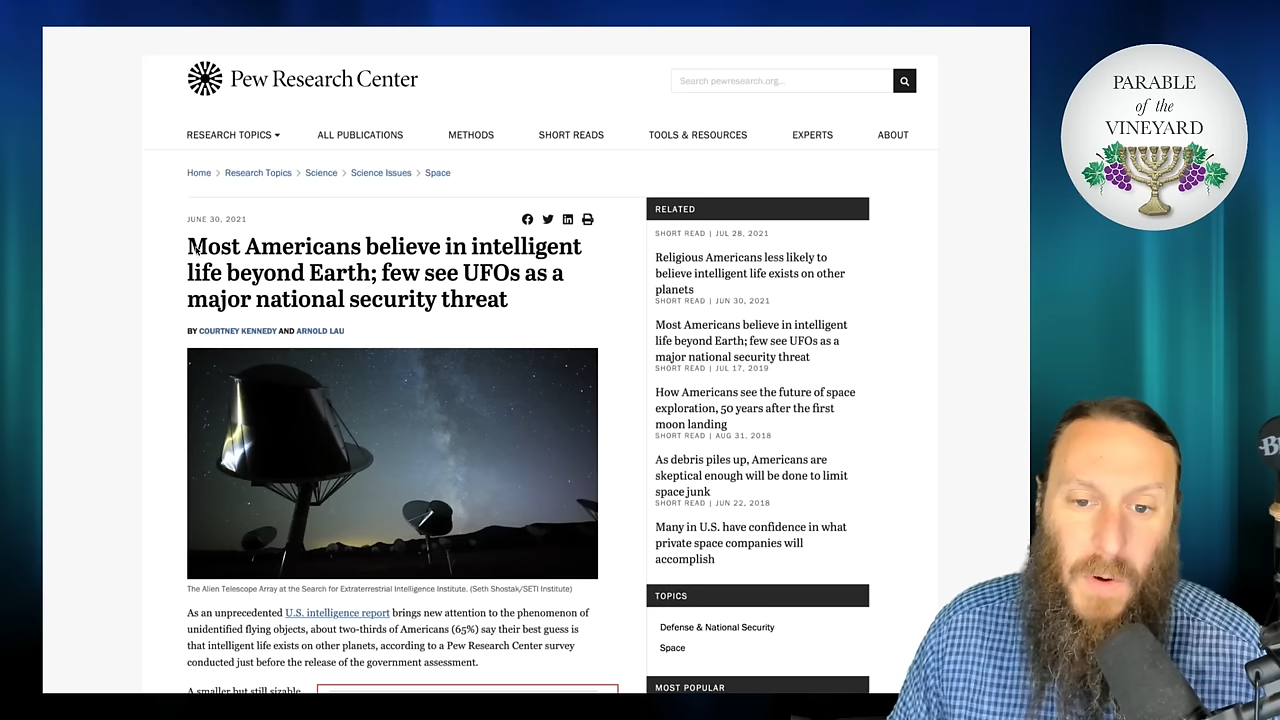 Pew Research Center
Search pewresearch.org...
RESEARCH TOPICS
ALL PUBLICATIONS
METHODS
SHORT READS
TOOLS & RESOURCES
EXPERTS
ABOUT
Home > Research Topics > Science > Science Issues > Space
JUNE 30, 2021
Most Americans believe in intelligent
life beyond Earth; few see UFOs as a
major national security threat
BY COURTNEY KENNEDY AND ARNOLD LAU
The Alien Telescope Array at the Search for Extraterrestrial Intelligence Institute. (Seth Shostak/SETI Institute)
As an unprecedented U.S. intelligence report brings new attention to the phenomenon of
unidentified flying objects, about two-thirds of Americans (65%) say their best guess is
that intelligent life exists on other planets, according to a Pew Research Center survey
conducted just before the release of the government assessment.
A smaller but still sizable
RELATED
SHORT READ | JUL 28, 2021
Religious Americans less likely to
believe intelligent life exists on other
planets
SHORT READ | JUN 30, 2021
Most Americans believe in intelligent
life beyond Earth; few see UFOs as a
major national security threat
SHORT READ | JUL 17, 2019
How Americans see the future of space
exploration, 50 years after the first
moon landing
SHORT READ | AUG 31, 2018
As debris piles up, Americans are
skeptical enough will be done to limit
space junk
SHORT READ | JUN 22, 2018
Many in U.S. have confidence in what
private space companies will
accomplish
TOPICS
Defense & National Security
Space
MOST POPULAR
PARABLE
of the
VINEYARD